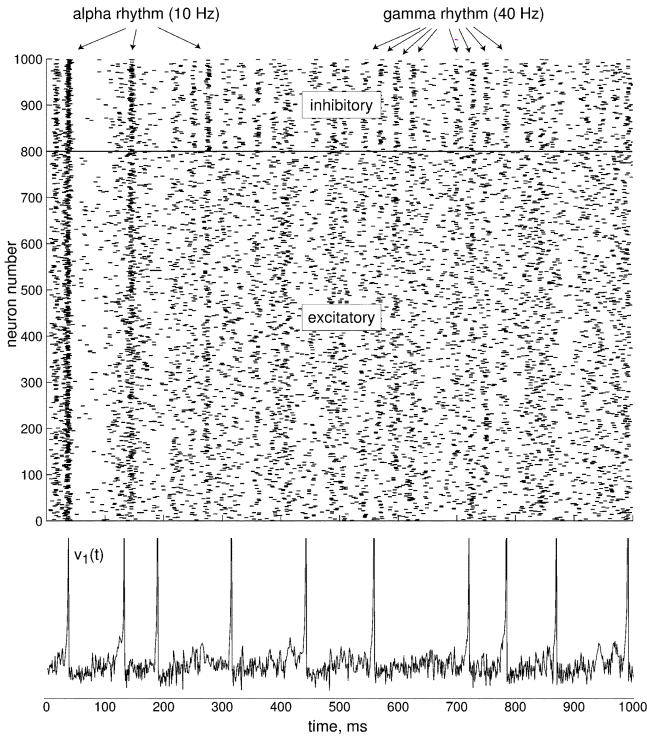 alpha rhythm (10 Hz) gamma rhythm (40 Hz)
1000
900
800
700
600
500
400
300
200
100
0
neuron number
inhibitory
excitatory
v1(t)
0 100 200 300 400 500 600 700 800 900 1000
time, ms